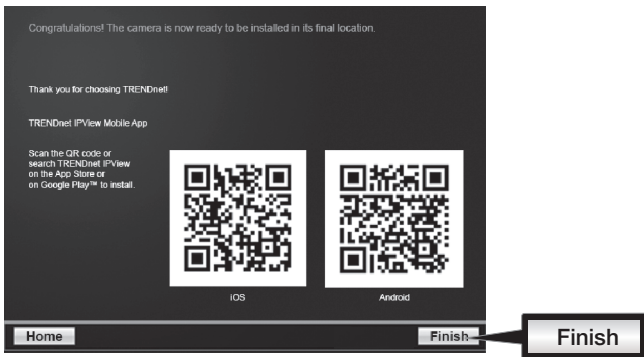 Congratulations! The camera is now ready to be installed in its final location.
Thank you for choosing TRENDnet!
TRENDnet IPView Mobile App
Scan the QR code or
search TRENDnet IPView
on the App Store or
on Google Play™ to install.
iOS
Android
Home
Finish
Finish